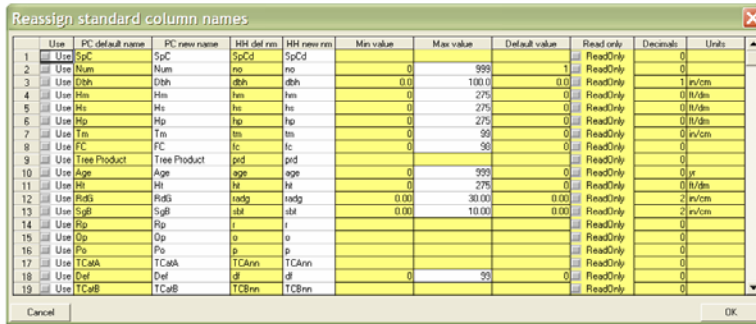 Reassign standard column names
Use PC default name PC new name HH def nm HH new nm Min value Max value Default value Read only Decimals Units
1 Use SpC SpC SpCd SpCd ReadOnly 0
2 Use Num Num no no 0 999 1 ReadOnly 0
3 Use Dbh Dbh dbh dbh 0.0 100.0 0.0 ReadOnly 1 in/cm
4 Use Hm Hm hm hm 0 275 0 ReadOnly 0 ft/dm
5 Use Hs Hs hs hs 0 275 0 ReadOnly 0 ft/dm
6 Use Hp Hp hp hp 0 275 0 ReadOnly 0 ft/dm
7 Use Tm Tm tm tm 0 99 0 ReadOnly 0 in/cm
8 Use FC FC fc fc 0 98 0 ReadOnly 0
9 Use Tree Product Tree Product prd prd ReadOnly 0
10 Use Age Age age age 0 999 0 ReadOnly 0 yr
11 Use Ht Ht ht ht 0 275 0 ReadOnly 0 ft/dm
12 Use RdG RdG radg radg 0.00 30.00 0.00 ReadOnly 2 in/cm
13 Use SgB SgB sbt sbt 0.00 10.00 0.00 ReadOnly 2 in/cm
14 Use Rp Rp r r ReadOnly 0
15 Use Op Op o o ReadOnly 0
16 Use Po Po p p ReadOnly 0
17 Use TCatA TCatA TCAnn TCAnn ReadOnly 0
18 Use Def Def df df 0 99 0 ReadOnly 0
19 Use TCatB TCatB TCBnn TCBnn ReadOnly 0
Cancel OK